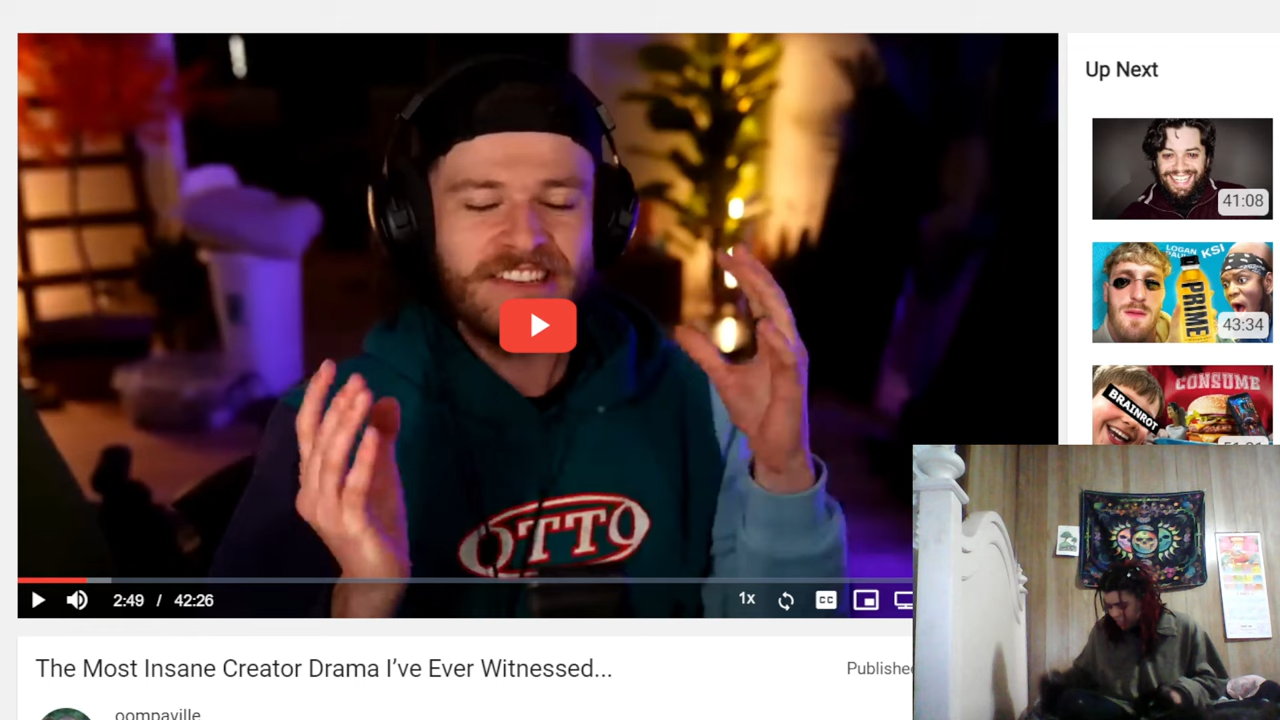 Up Next
41:08
LOGAN
PAUL
KSI
PRIME
43:34
CONSUME
BRAINROT
OTTO
2:49 / 42:26
1x
CC
The Most Insane Creator Drama I’ve Ever Witnessed...
Published
oompaville